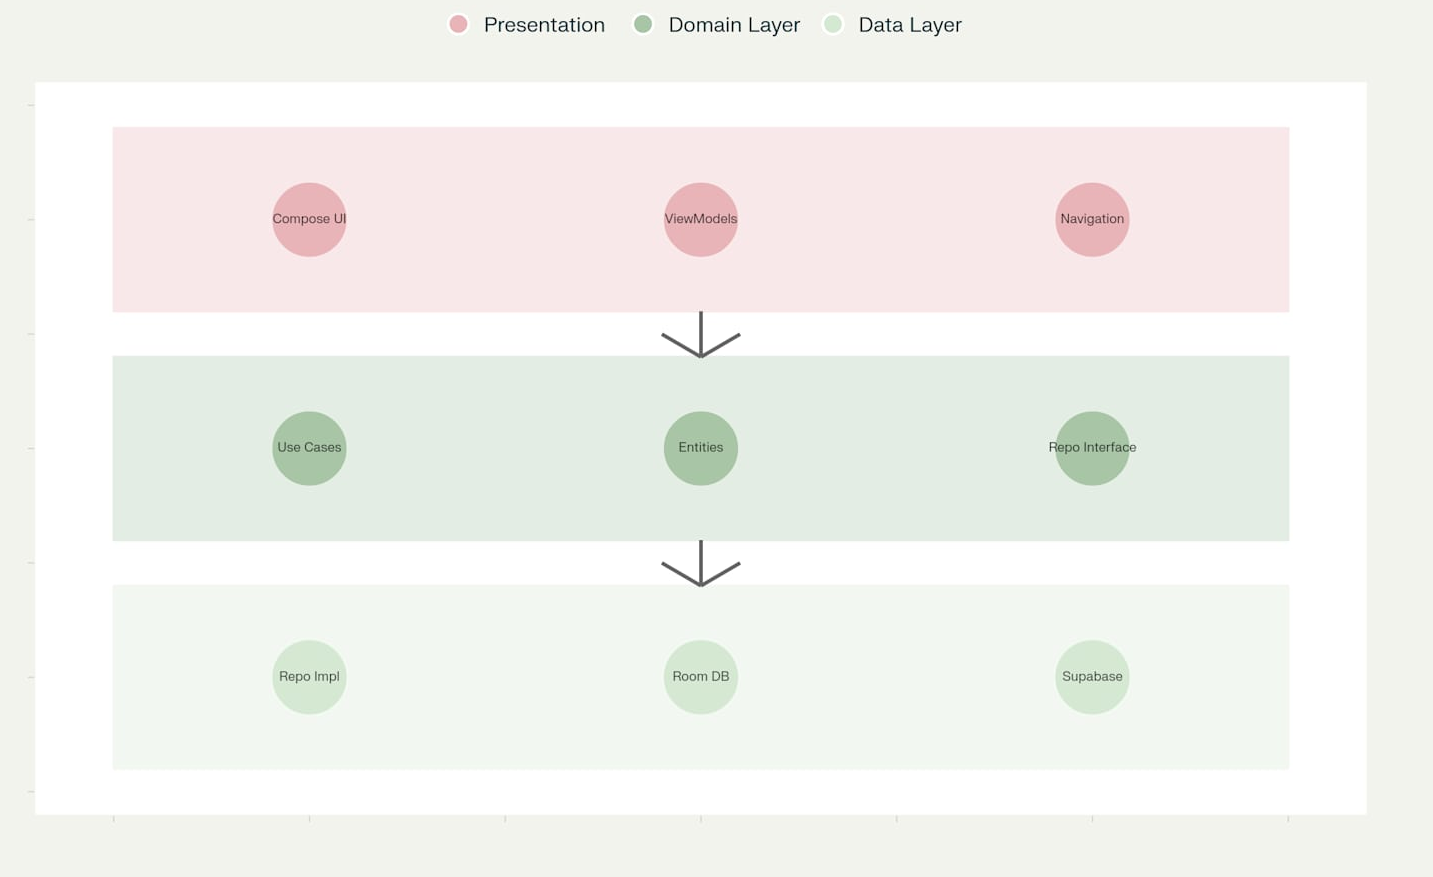 Presentation Domain Layer Data Layer
Compose UI ViewModels Navigation
Use Cases Entities Repo Interface
Repo Impl Room DB Supabase